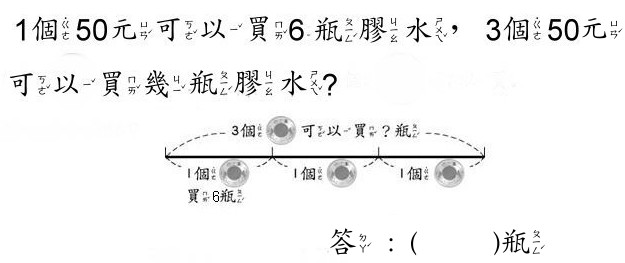 1個50元可以買6瓶膠水，3個50元
可以買幾瓶膠水?
3個 可以買?瓶
1個 1個 1個
買6瓶
答：( )瓶